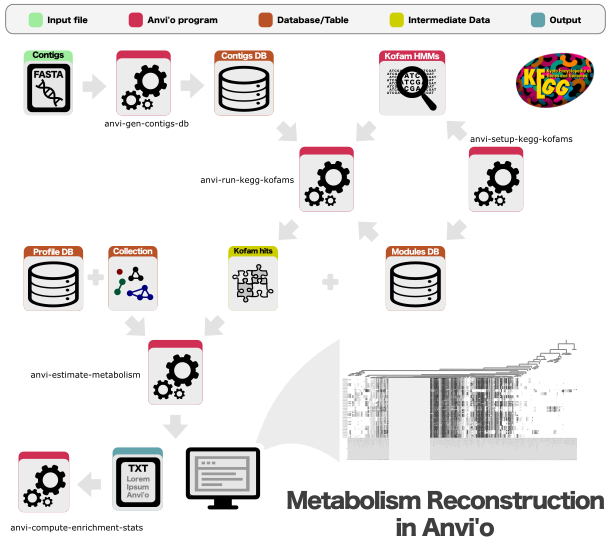 Input file
Anvi'o program
Database/Table
Intermediate Data
Output
Contigs
FASTA
anvi-gen-contigs-db
Contigs DB
Kofam HMMs
ATC
TCG
CGA
KEGG
anvi-setup-kegg-kofams
anvi-run-kegg-kofams
Profile DB
Collection
Kofam hits
Modules DB
anvi-estimate-metabolism
TXT
Lorem
Ipsum
Anvi'o
anvi-compute-enrichment-stats
Metabolism Reconstruction
in Anvi'o